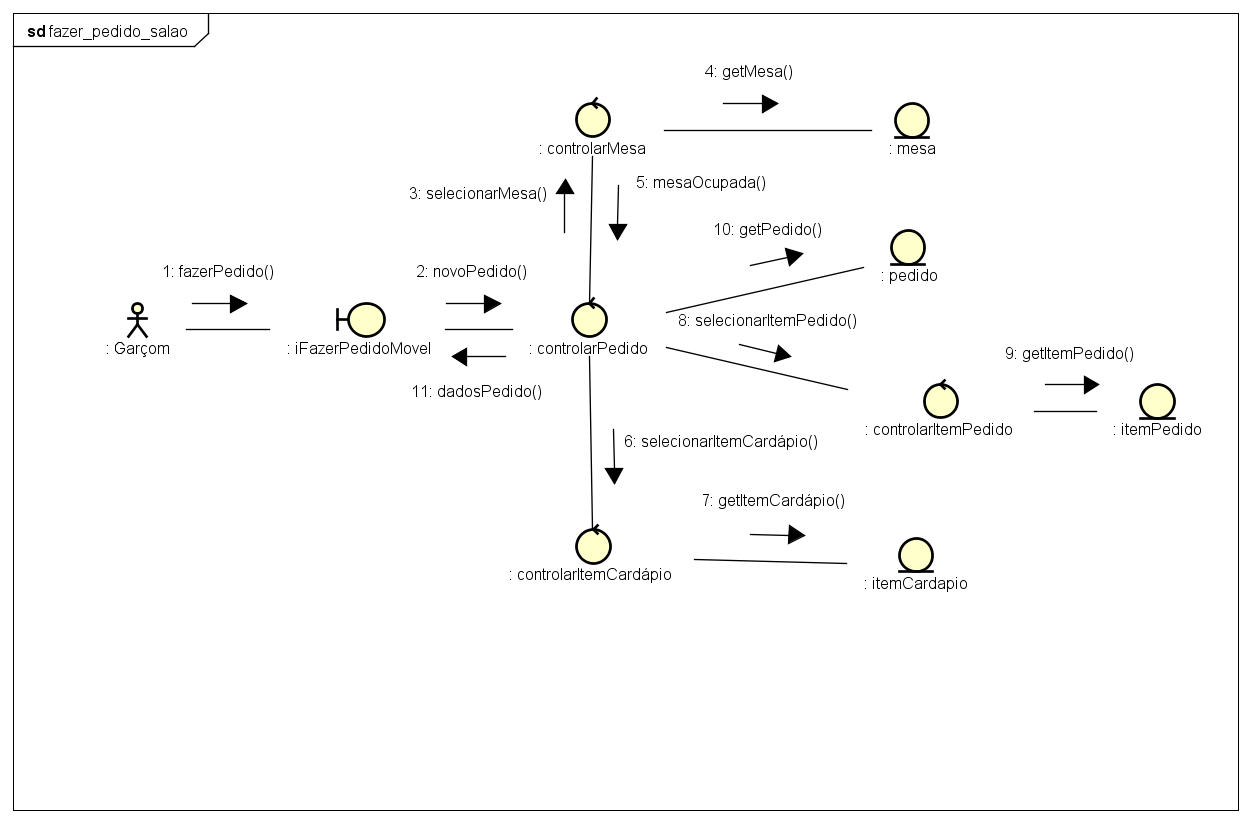 sd fazer_pedido_salao
4: getMesa()
: controlarMesa
: mesa
3: selecionarMesa()
5: mesaOcupada()
10: getPedido()
: pedido
1: fazerPedido()
2: novoPedido()
8: selecionarItemPedido()
: Garçom
: iFazerPedidoMovel
: controlarPedido
9: getItemPedido()
11: dadosPedido()
: controlarItemPedido
: itemPedido
6: selecionarItemCardápio()
7: getItemCardápio()
: controlarItemCardápio
: itemCardapio